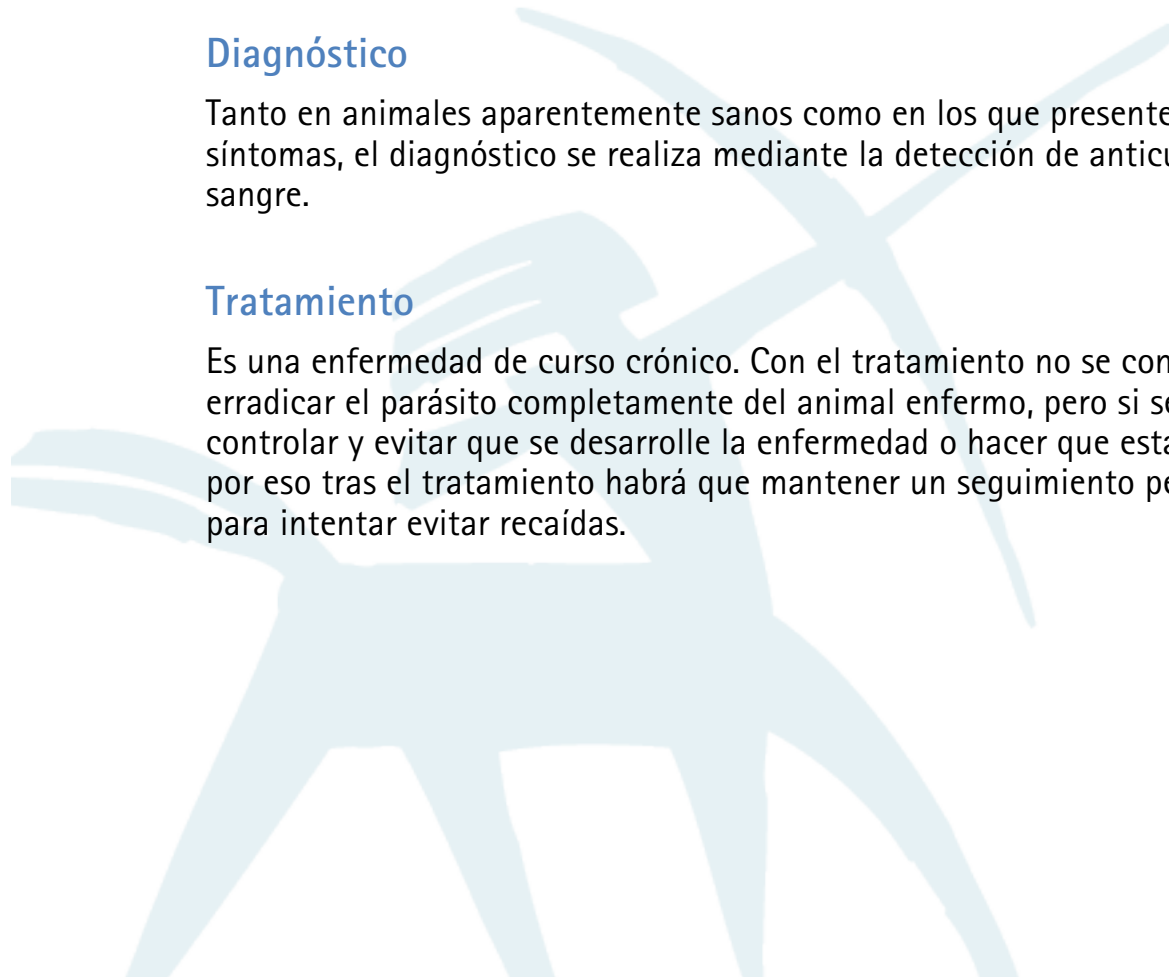 Diagnóstico
Tanto en animales aparentemente sanos como en los que presente
síntomas, el diagnóstico se realiza mediante la detección de anticu
sangre.
Tratamiento
Es una enfermedad de curso crónico. Con el tratamiento no se con
erradicar el parásito completamente del animal enfermo, pero si se
controlar y evitar que se desarrolle la enfermedad o hacer que esta
por eso tras el tratamiento habrá que mantener un seguimiento pe
para intentar evitar recaídas.